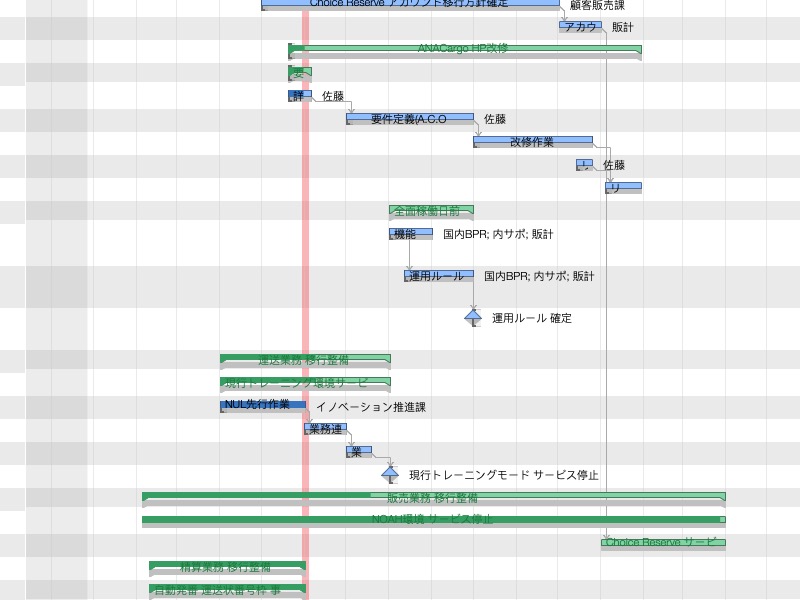 Choice Reserve アカウント移行方針確定 顧客販売課
アカウ 販計
ANACargo HP改修
要
詳 佐藤
要件定義(A.C.O 佐藤
改修作業
佐藤
リ
全面稼働日前
機能 国内BPR; 内サポ; 販計
運用ルール 国内BPR; 内サポ; 販計
運用ルール 確定
運送業務 移行整備
現行トレーニング環境サービ
NUL先行作業 イノベーション推進課
業務連
業
現行トレーニングモード サービス停止
販売業務 移行整備
NOAH環境 サービス停止
Choice Reserve サービ
精算業務 移行整備
自動発番 運送状番号枠 事